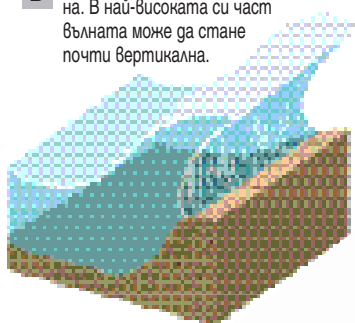 на. В най-високата си част
вълната може да стане
почти вертикална.